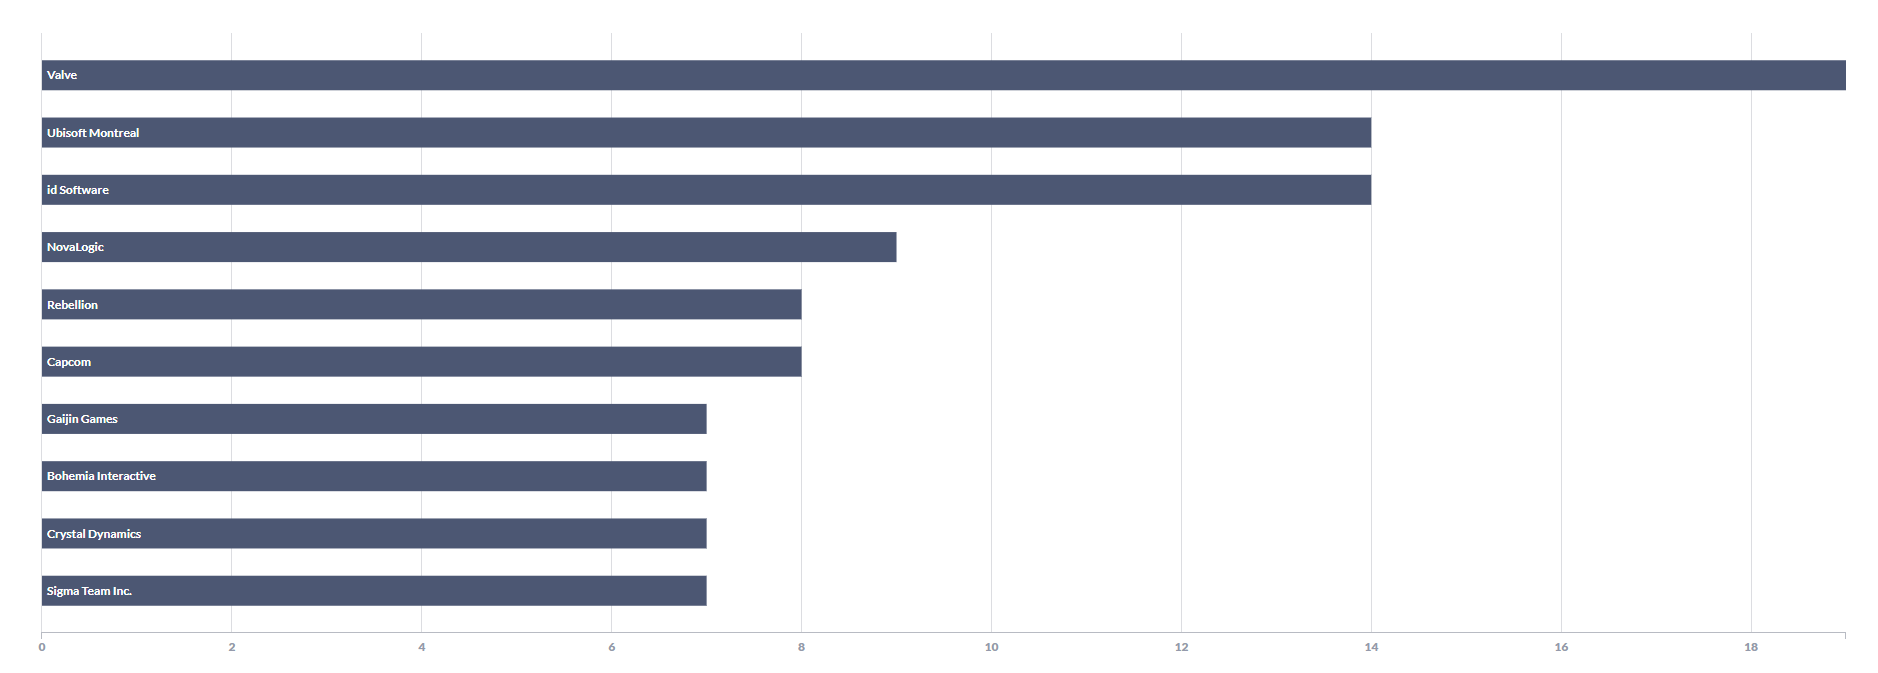 Valve
Ubisoft Montreal
id Software
NovaLogic
Rebellion
Capcom
Gaijin Games
Bohemia Interactive
Crystal Dynamics
Sigma Team Inc.
0 2 4 6 8 10 12 14 16 18